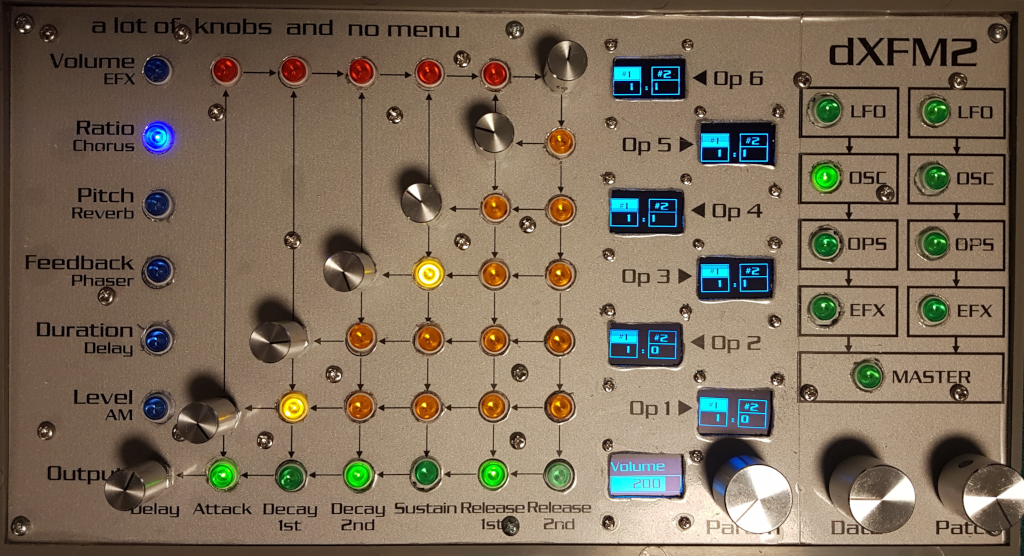 a lot of knobs and no menu
dXFM2
Volume
EFX
Ratio
Chorus
Pitch
Reverb
Feedback
Phaser
Duration
Delay
Level
AM
Output
Delay
Attack
Decay
1st
Decay
2nd
Sustain
Release
1st
Release
2nd
#1 #2
1 : 1
Op 6
Op 5
#1 #2
1 : 1
#1 #2
1 : 1
Op 4
Op 3
#1 #2
1 : 1
#1 #2
1 : 0
Op 2
Op 1
#1 #2
1 : 0
Volume
200
LFO
LFO
OSC
OSC
OPS
OPS
EFX
EFX
MASTER